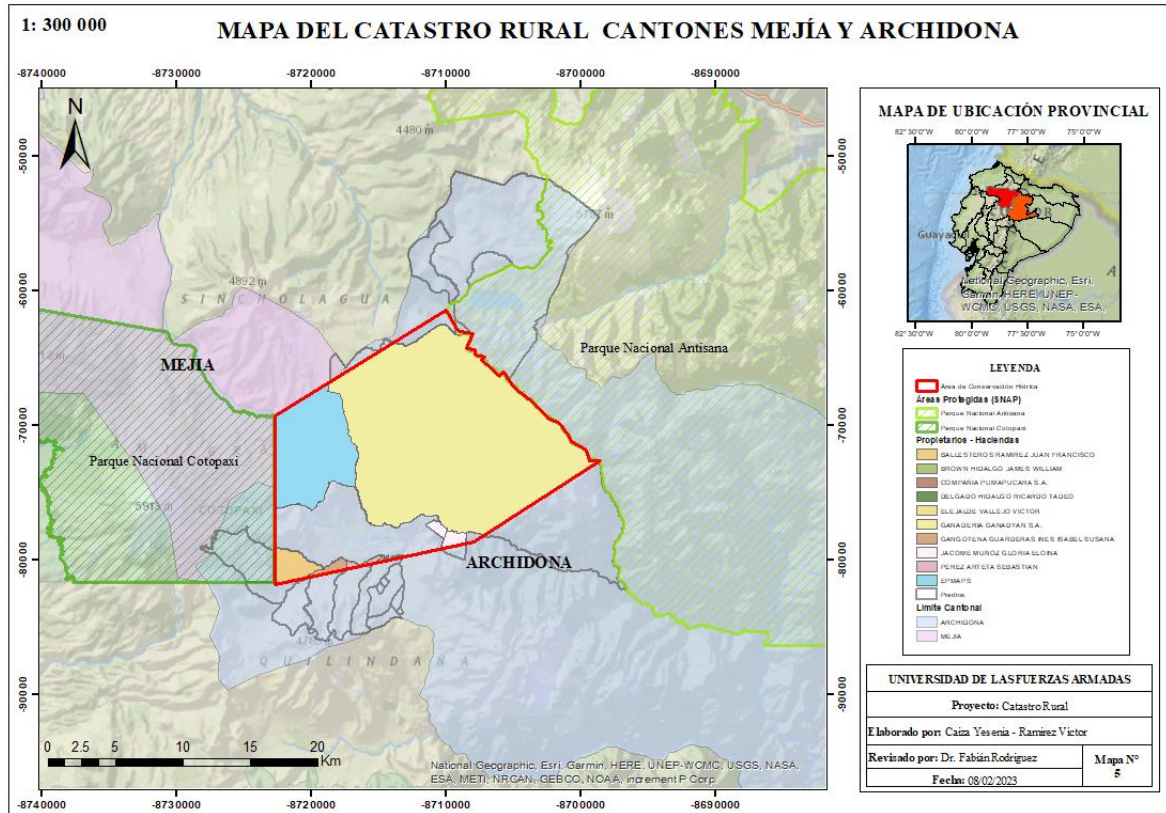 1: 300 000
MAPA DEL CATASTRO RURAL CANTONES MEJÍA Y ARCHIDONA
-8740000 -8730000 -8720000 -8710000 -8700000 -8690000
N
4480 m
-50000 -50000
4892 m
-60000 -60000
SINCHOLAGUA
Parque Nacional Antisana
MEJIA
-70000 -70000
Parque Nacional Cotopaxi
5913 m
COTOPAXI
-80000 -80000
ARCHIDONA
QUILINDANA
-90000 -90000
0 2.5 5 10 15 20
Km
National Geographic, Esri, Garmin, HERE, UNEP-WCMC, USGS, NASA,
ESA, METI, NRCAN, GEBCO, NOAA, increment P Corp.
-8740000 -8730000 -8720000 -8710000 -8700000 -8690000
MAPA DE UBICACIÓN PROVINCIAL
82°30'0"W 80°0'0"W 77°30'0"W 75°0'0"W
Guayaquil
National Geographic, Esri,
Garmin, HERE, UNEP-
WCMC, USGS, NASA, ESA,
82°30'0"W 80°0'0"W 77°30'0"W 75°0'0"W
LEYENDA
Área de Conservación Hídrica
Áreas Protegidas (SNAP)
Parque Nacional Antisana
Parque Nacional Cotopaxi
Propietarios - Haciendas
BALLESTEROS RAMIREZ JUAN FRANCISCO
BROWN HIDALGO JAMES WILLIAM
COMPAÑIA PUMAPUCARA S.A.
DELGADO HIDALGO RICARDO TADEO
ELEJALDE VALLEJO VICTOR
GANADERIA GANADYAN S.A.
GANGOTENA GUARDERAS INES ISABEL SUSANA
JACOME MUÑOZ GLORIA ELOINA
PEREZ ARTETA SEBASTIAN
EPMAPS
Predios
Límite Cantonal
ARCHIDONA
MEJIA
UNIVERSIDAD DE LAS FUERZAS ARMADAS
Proyecto: Catastro Rural
Elaborado por: Caiza Yesenia - Ramirez Victor
Revisado por: Dr. Fabián Rodriguez
Mapa N°
5
Fecha: 08/02/2023